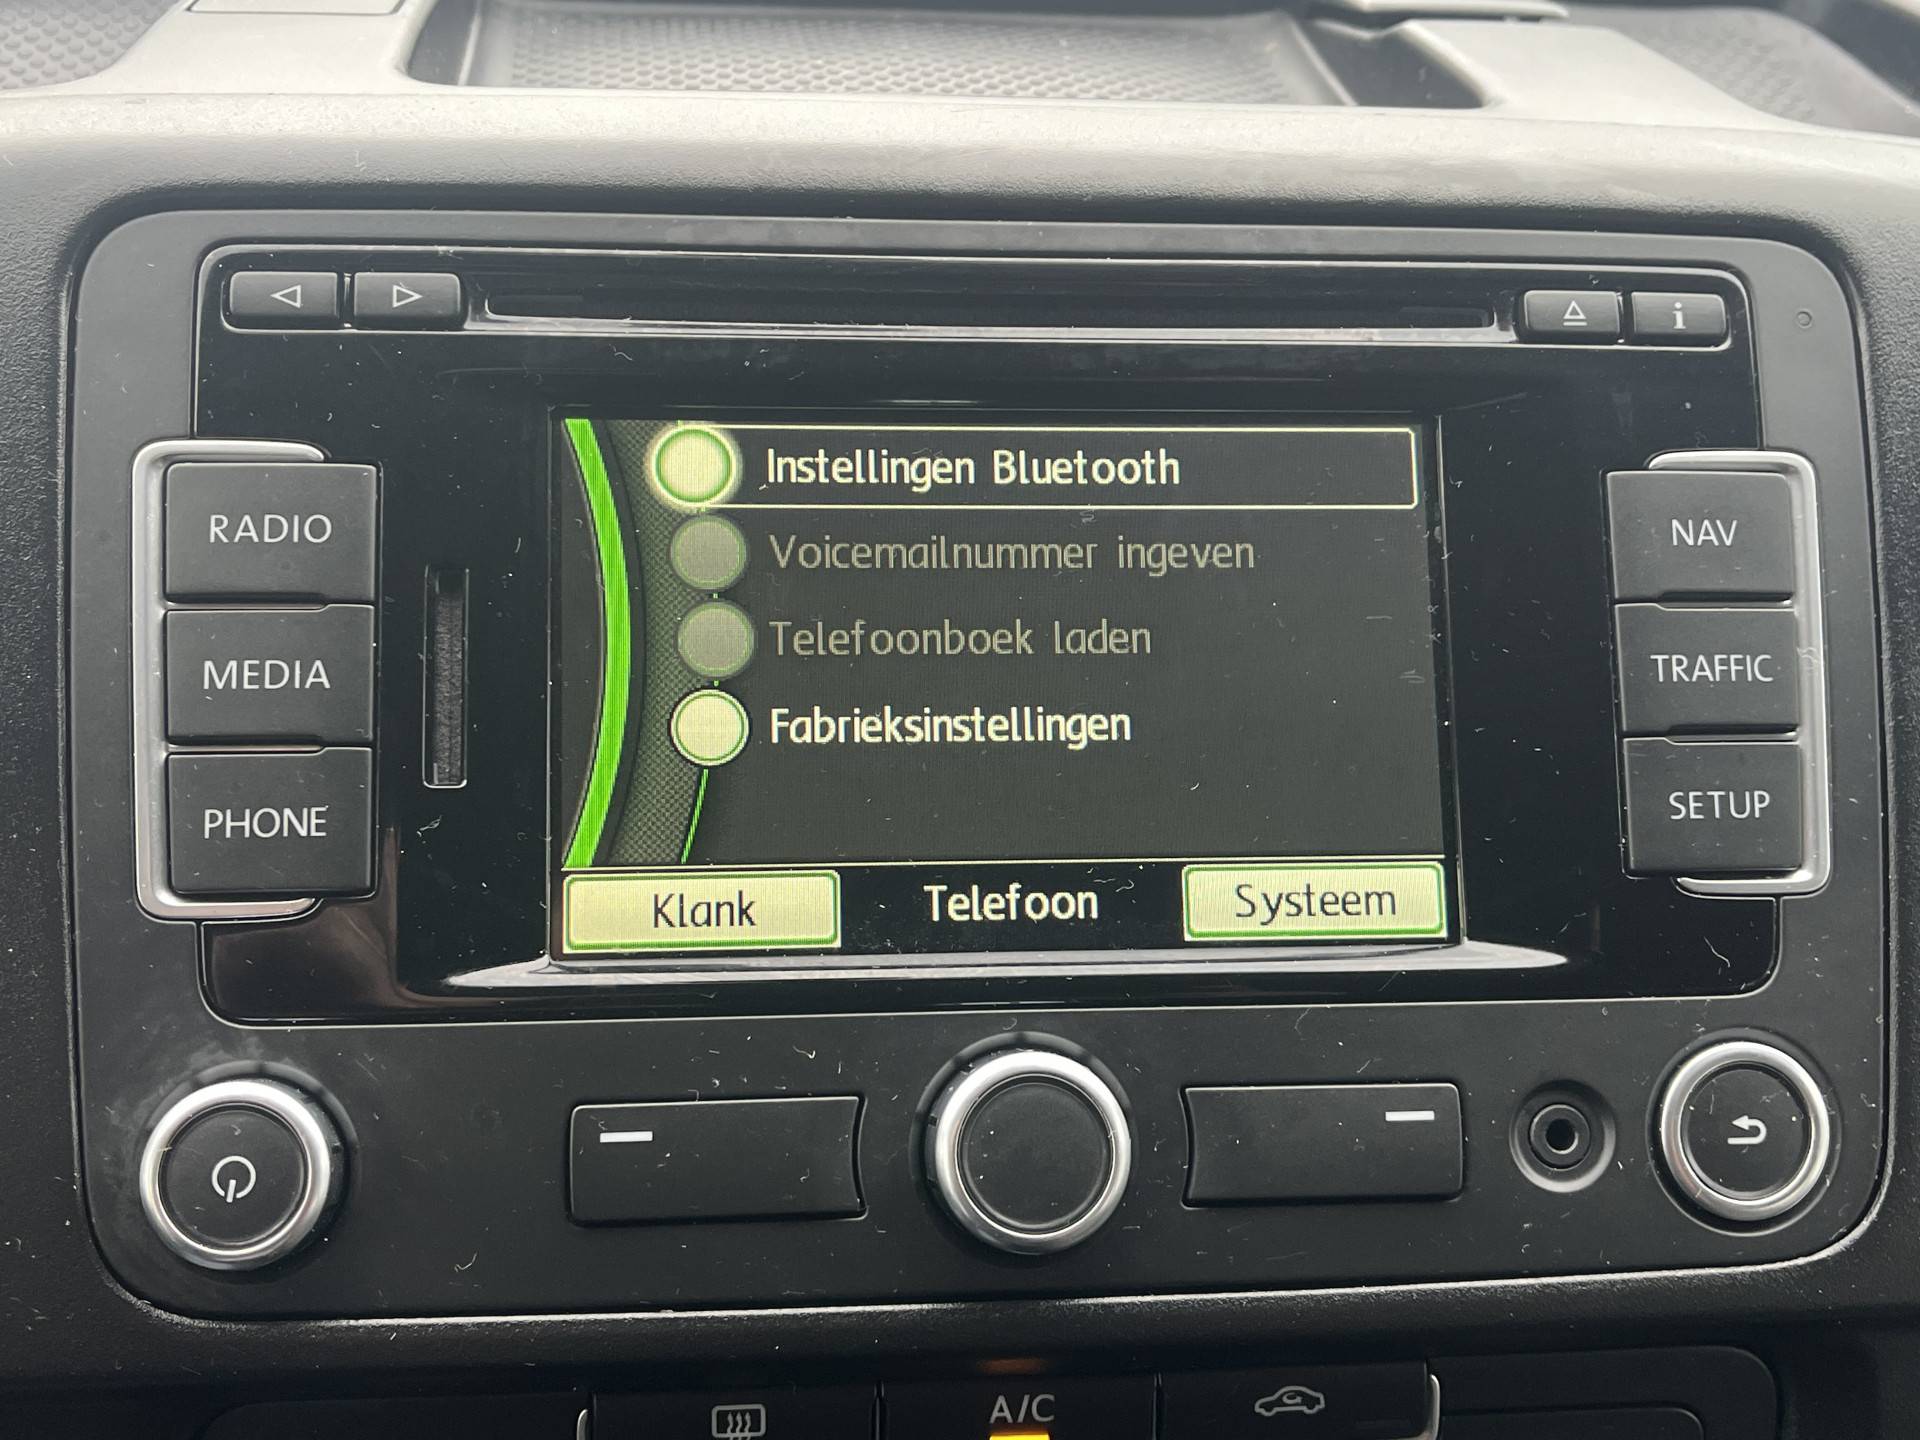 i
RADIO
MEDIA
PHONE
Instellingen Bluetooth
Voicemailnummer ingeven
Telefoonboek laden
Fabrieksinstellingen
Klank
Telefoon
Systeem
NAV
TRAFFIC
SETUP
A/C